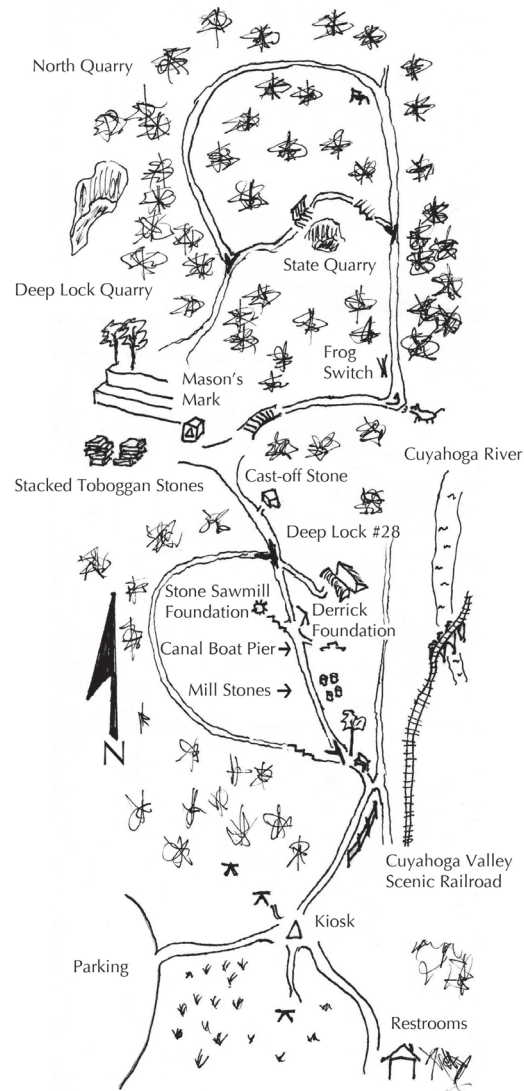 North Quarry
State Quarry
Deep Lock Quarry
Frog
Switch
Mason's
Mark
Cuyahoga River
Stacked Toboggan Stones
Cast-off Stone
Deep Lock #28
Stone Sawmill
Foundation
Derrick
Foundation
Canal Boat Pier
Mill Stones
N
Cuyahoga Valley
Scenic Railroad
Kiosk
Parking
Restrooms